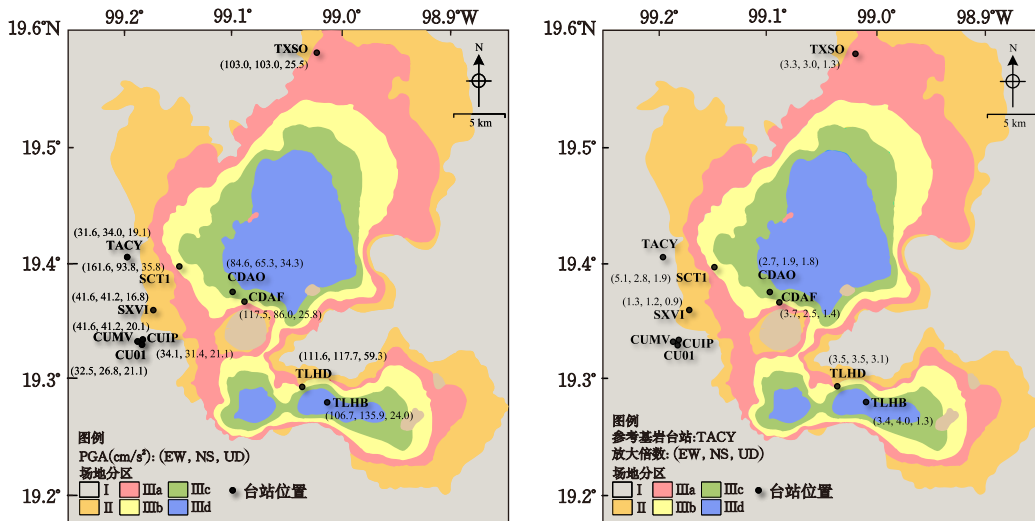 99.2° 99.1° 99.0° 98.9°W
19.6°N
TXSO
(103.0, 103.0, 25.5)
N
5 km
19.5°
(31.6, 34.0, 19.1)
TACY
19.4°
(161.6, 93.8, 35.8)
SCT1
(84.6, 65.3, 34.3)
CDAO
CDAF
(117.5, 86.0, 25.8)
(41.6, 41.2, 16.8)
SXVI
(41.6, 41.2, 20.1)
CUMV
CUIP
CU01
(34.1, 31.4, 21.1)
(32.5, 26.8, 21.1)
19.3°
(111.6, 117.7, 59.3)
TLHD
TLHB
(106.7, 135.9, 24.0)
图例
PGA(cm/s²): (EW, NS, UD)
场地分区
I IIIa IIIc 台站位置
II IIIb IIId
19.2°
99.2° 99.1° 99.0° 98.9°W
19.6°N
TXSO
(3.3, 3.0, 1.3)
N
5 km
19.5°
TACY
19.4°
SCT1
(5.1, 2.8, 1.9)
(2.7, 1.9, 1.8)
CDAO
CDAF
(3.7, 2.5, 1.4)
(1.3, 1.2, 0.9)
SXVI
CUMV
CUIP
CU01
19.3°
(3.5, 3.5, 3.1)
TLHD
TLHB
(3.4, 4.0, 1.3)
图例
参考基岩台站:TACY
放大倍数: (EW, NS, UD)
场地分区
I IIIa IIIc 台站位置
II IIIb IIId
19.2°